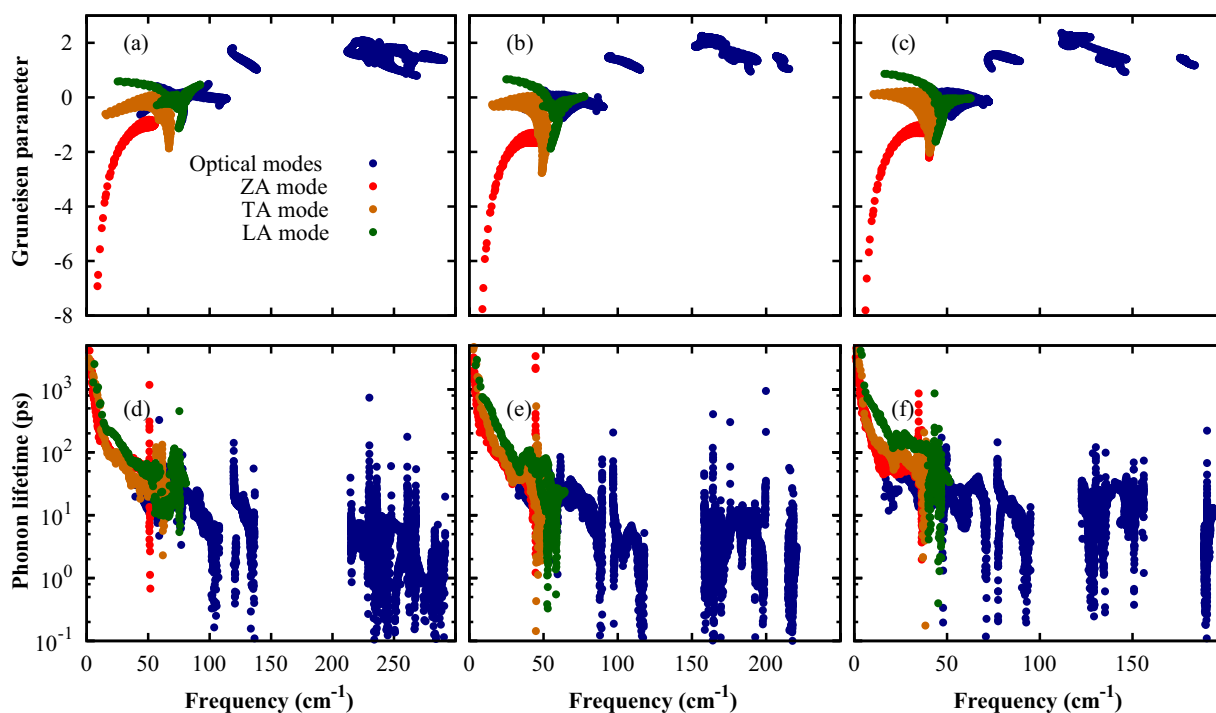 (a) (b) (c)
Gruneisen parameter
2
0
-2
-4
-6
-8
Optical modes
ZA mode
TA mode
LA mode
(d) (e) (f)
Phonon lifetime (ps)
10^3
10^2
10^1
10^0
10^-1
0 50 100 150 200 250
0 50 100 150 200
0 50 100 150
Frequency (cm^-1) Frequency (cm^-1) Frequency (cm^-1)